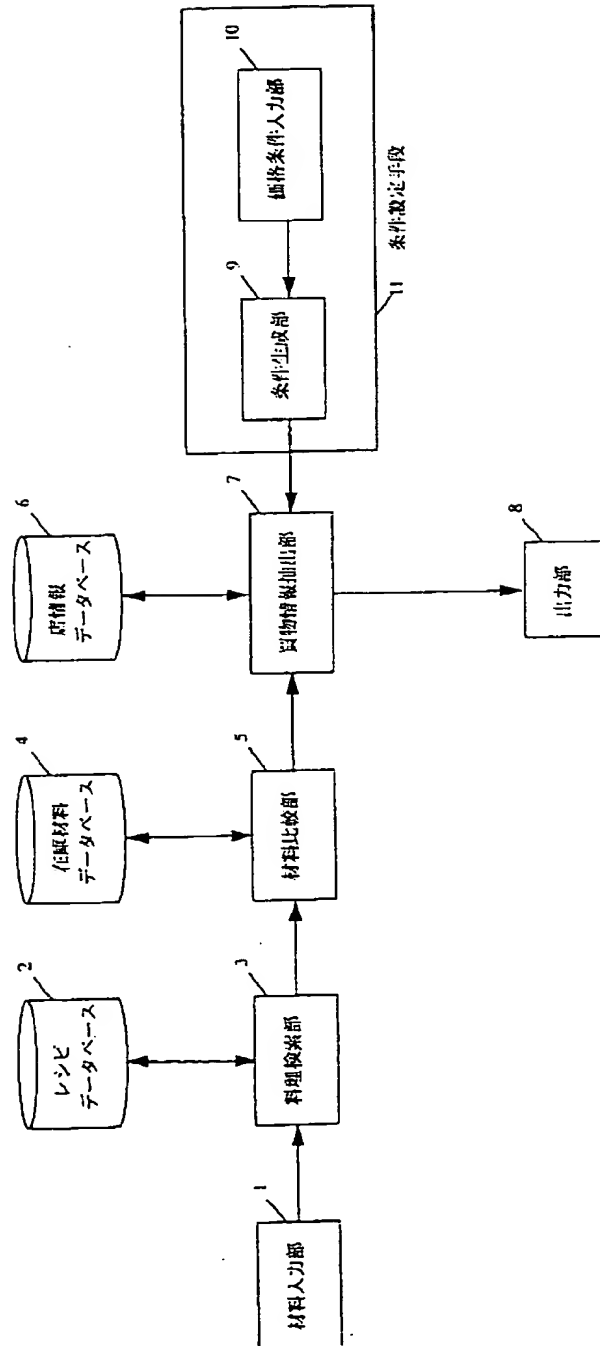 1
材料入力部
2
レシピ
データベース
3
料理検索部
4
在庫材料
データベース
5
材料比較部
6
店情報
データベース
7
買物情報抽出部
8
出力部
9
条件生成部
10
価格条件入力部
11 条件設定手段